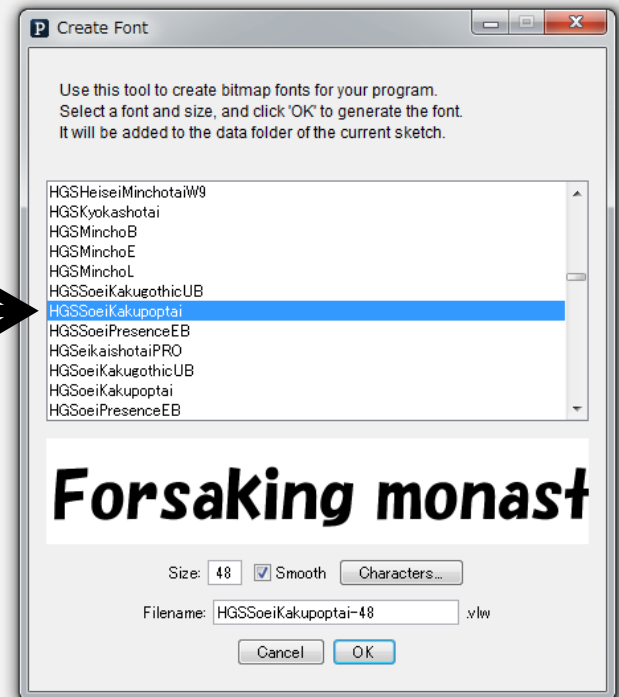 P Create Font
Use this tool to create bitmap fonts for your program.
Select a font and size, and click 'OK' to generate the font.
It will be added to the data folder of the current sketch.
HGSHeiseiMinchotaiW9
HGSKyokashotai
HGSMinchoB
HGSMinchoE
HGSMinchoL
HGSSoeiKakugothicUB
HGSSoeiKakupoptai
HGSSoeiPresenceEB
HGSeikaishotaiPRO
HGSoeiKakugothicUB
HGSoeiKakupoptai
HGSoeiPresenceEB
Forsaking monast
Size: 48 Smooth Characters...
Filename: HGSSoeiKakupoptai-48 .vlw
Cancel OK